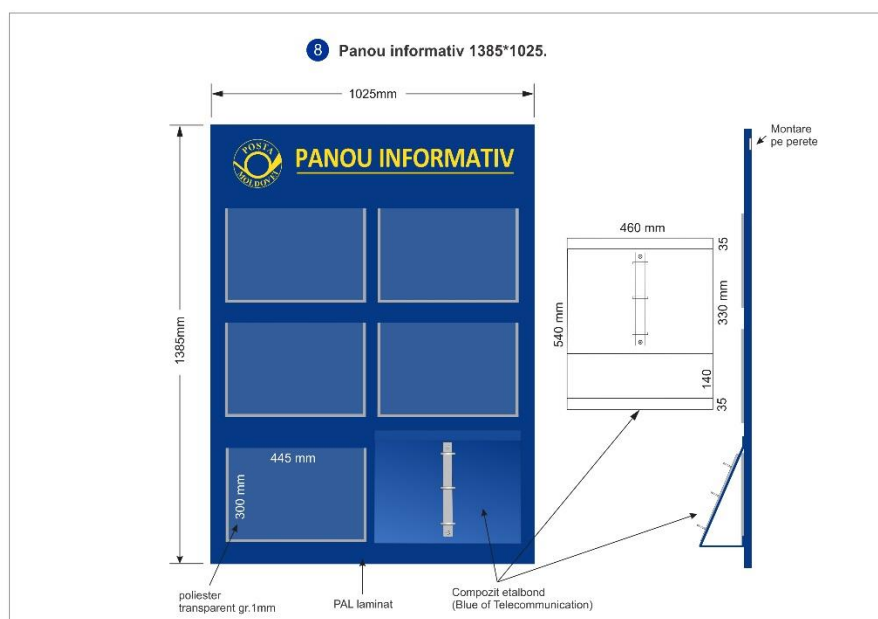 8 Panou informativ 1385*1025.
1025mm
Montare
pe perete
POSTA
MOLDOVEI
PANOU INFORMATIV
460 mm
35
1385mm
540 mm
330 mm
140
35
445 mm
300 mm
poliester
transparent gr.1mm
PAL laminat
Compozit etalbond
(Blue of Telecommunication)